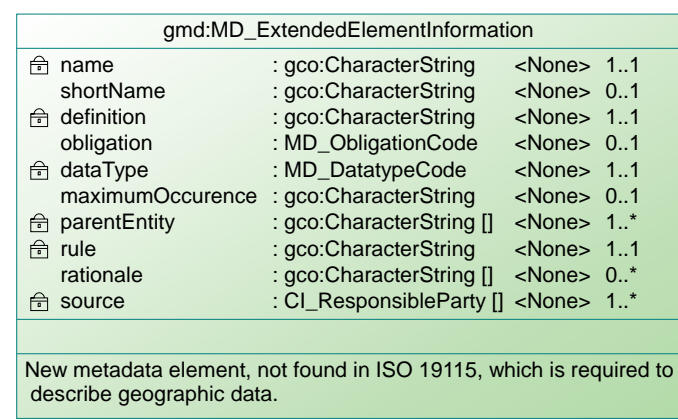 gmd:MD_ExtendedElementInformation
name : gco:CharacterString <None> 1..1
shortName : gco:CharacterString <None> 0..1
definition : gco:CharacterString <None> 1..1
obligation : MD_ObligationCode <None> 0..1
dataType : MD_DatatypeCode <None> 1..1
maximumOccurence : gco:CharacterString <None> 0..1
parentEntity : gco:CharacterString [] <None> 1..*
rule : gco:CharacterString <None> 1..1
rationale : gco:CharacterString [] <None> 0..*
source : CI_ResponsibleParty [] <None> 1..*
New metadata element, not found in ISO 19115, which is required to
describe geographic data.